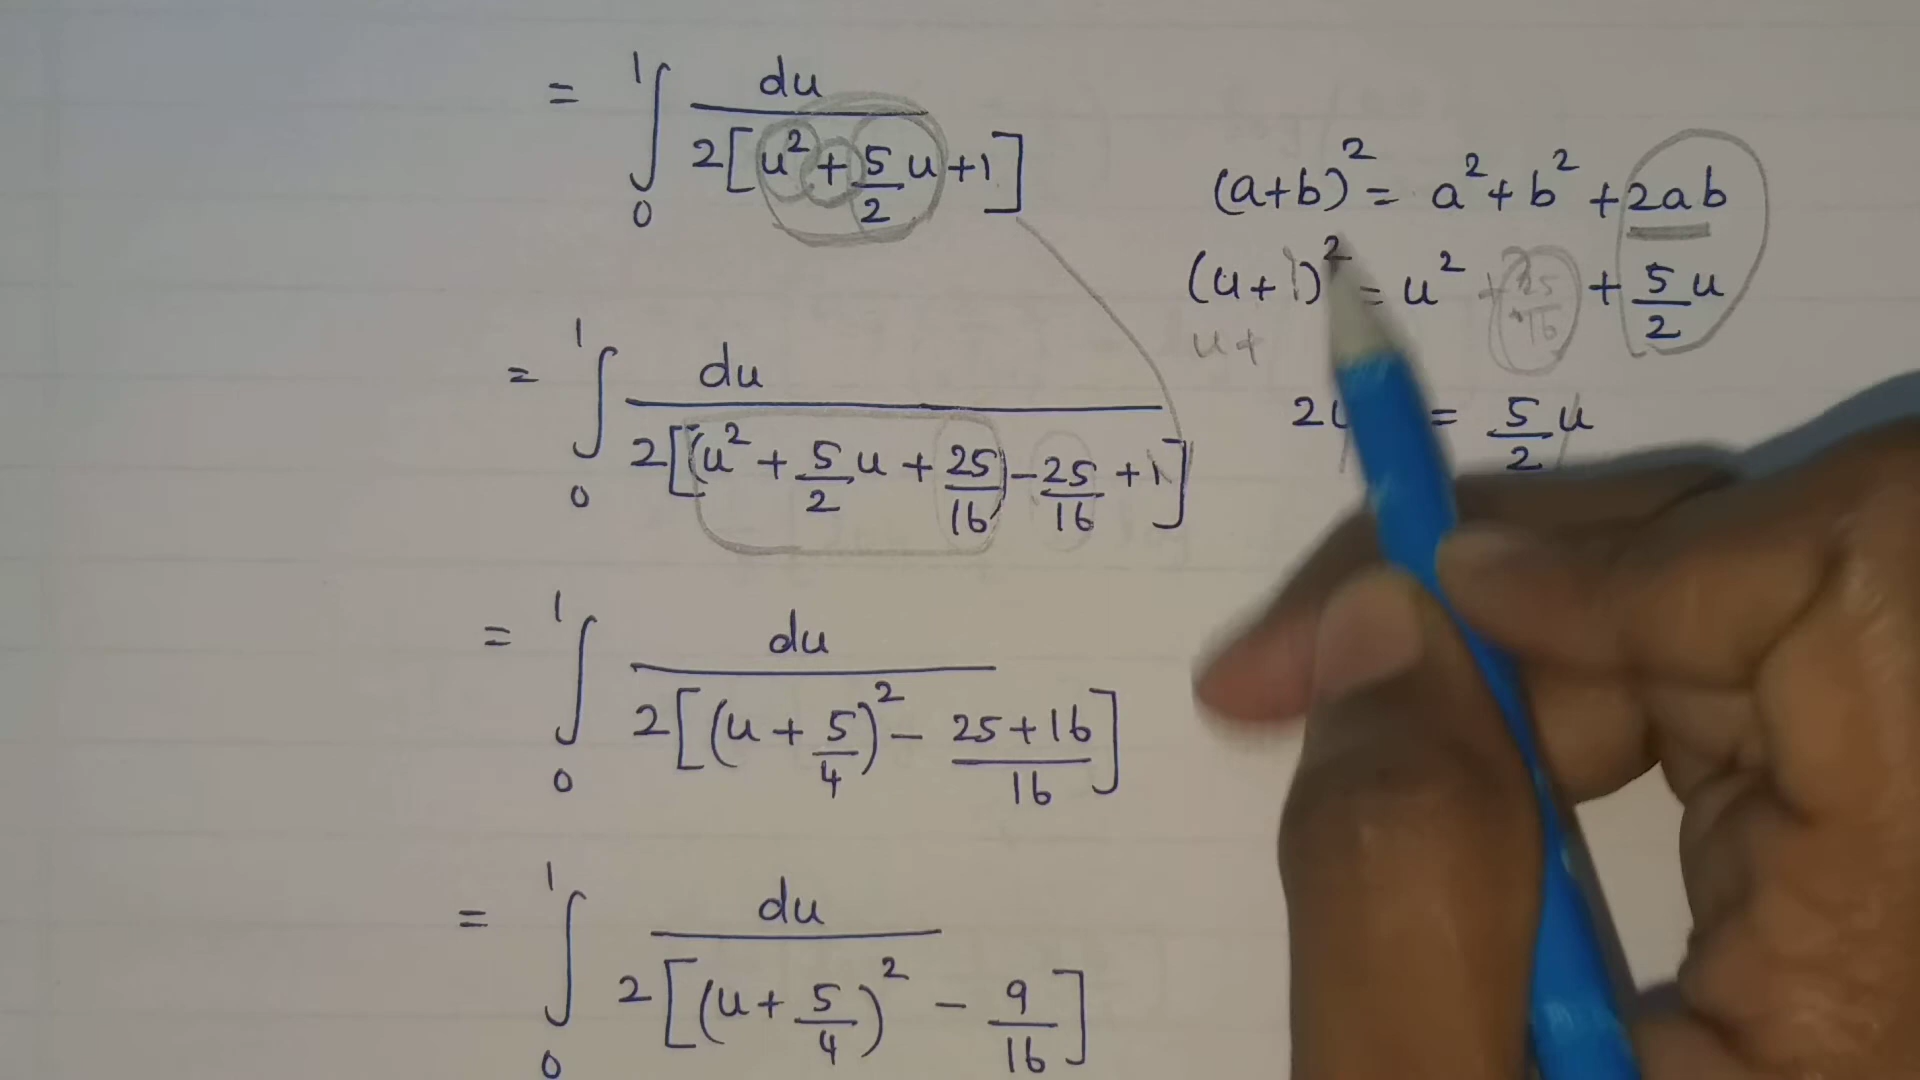 = ∫₀¹ du / 2[u² + 5/2 u + 1]
(a+b)² = a² + b² + 2ab
(u+1)² = u² + 25/16 + 5/2 u
u +
= ∫₀¹ du / 2[(u² + 5/2 u + 25/16) - 25/16 + 1]
2 = 5/2 u
= ∫₀¹ du / 2[(u + 5/4)² - 25+16 / 16]
= ∫₀¹ du / 2[(u + 5/4)² - 9/16]